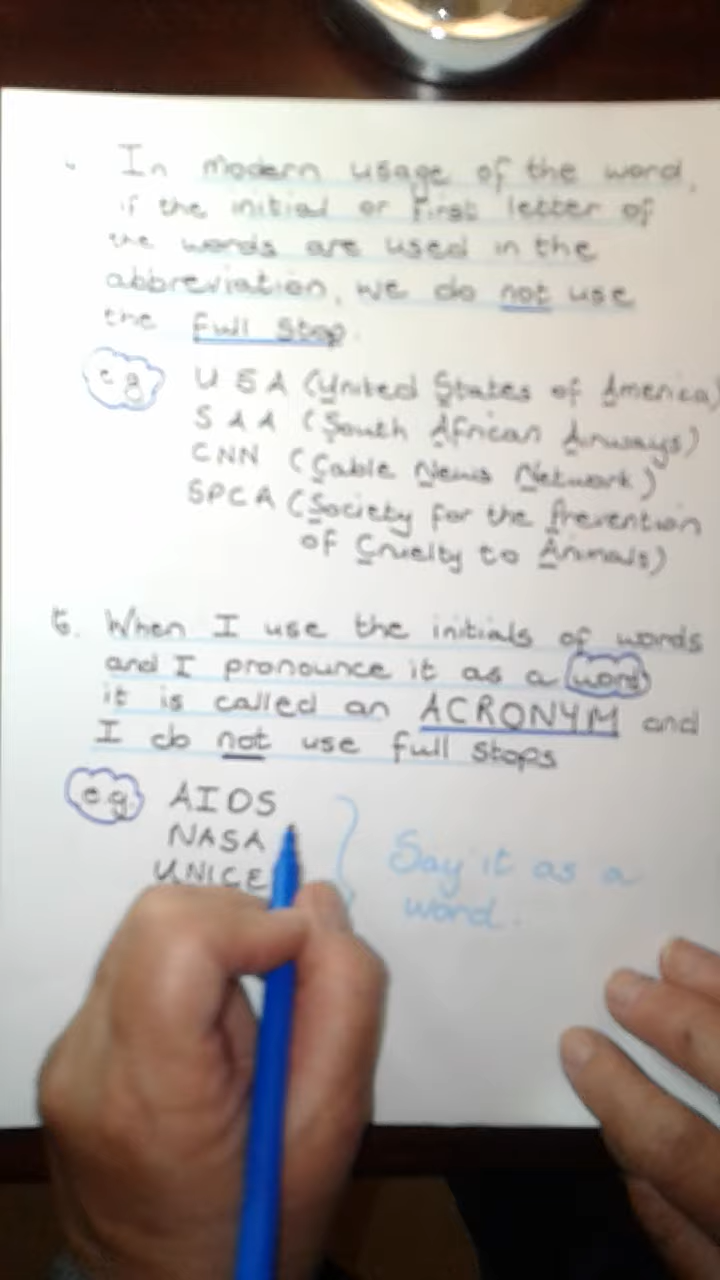 In modern usage of the word,
if the initial or first letter of
the words are used in the
abbreviation, we do not use
the full stop.
e.g. USA (United States of America)
SAA (South African Airways)
CNN (Cable News Network)
SPCA (Society for the Prevention
of Cruelty to Animals)
6. When I use the initials of words
and I pronounce it as a word
it is called an ACRONYM and
I do not use full stops
e.g. AIDS
NASA
UNICE
Say it as a
word.